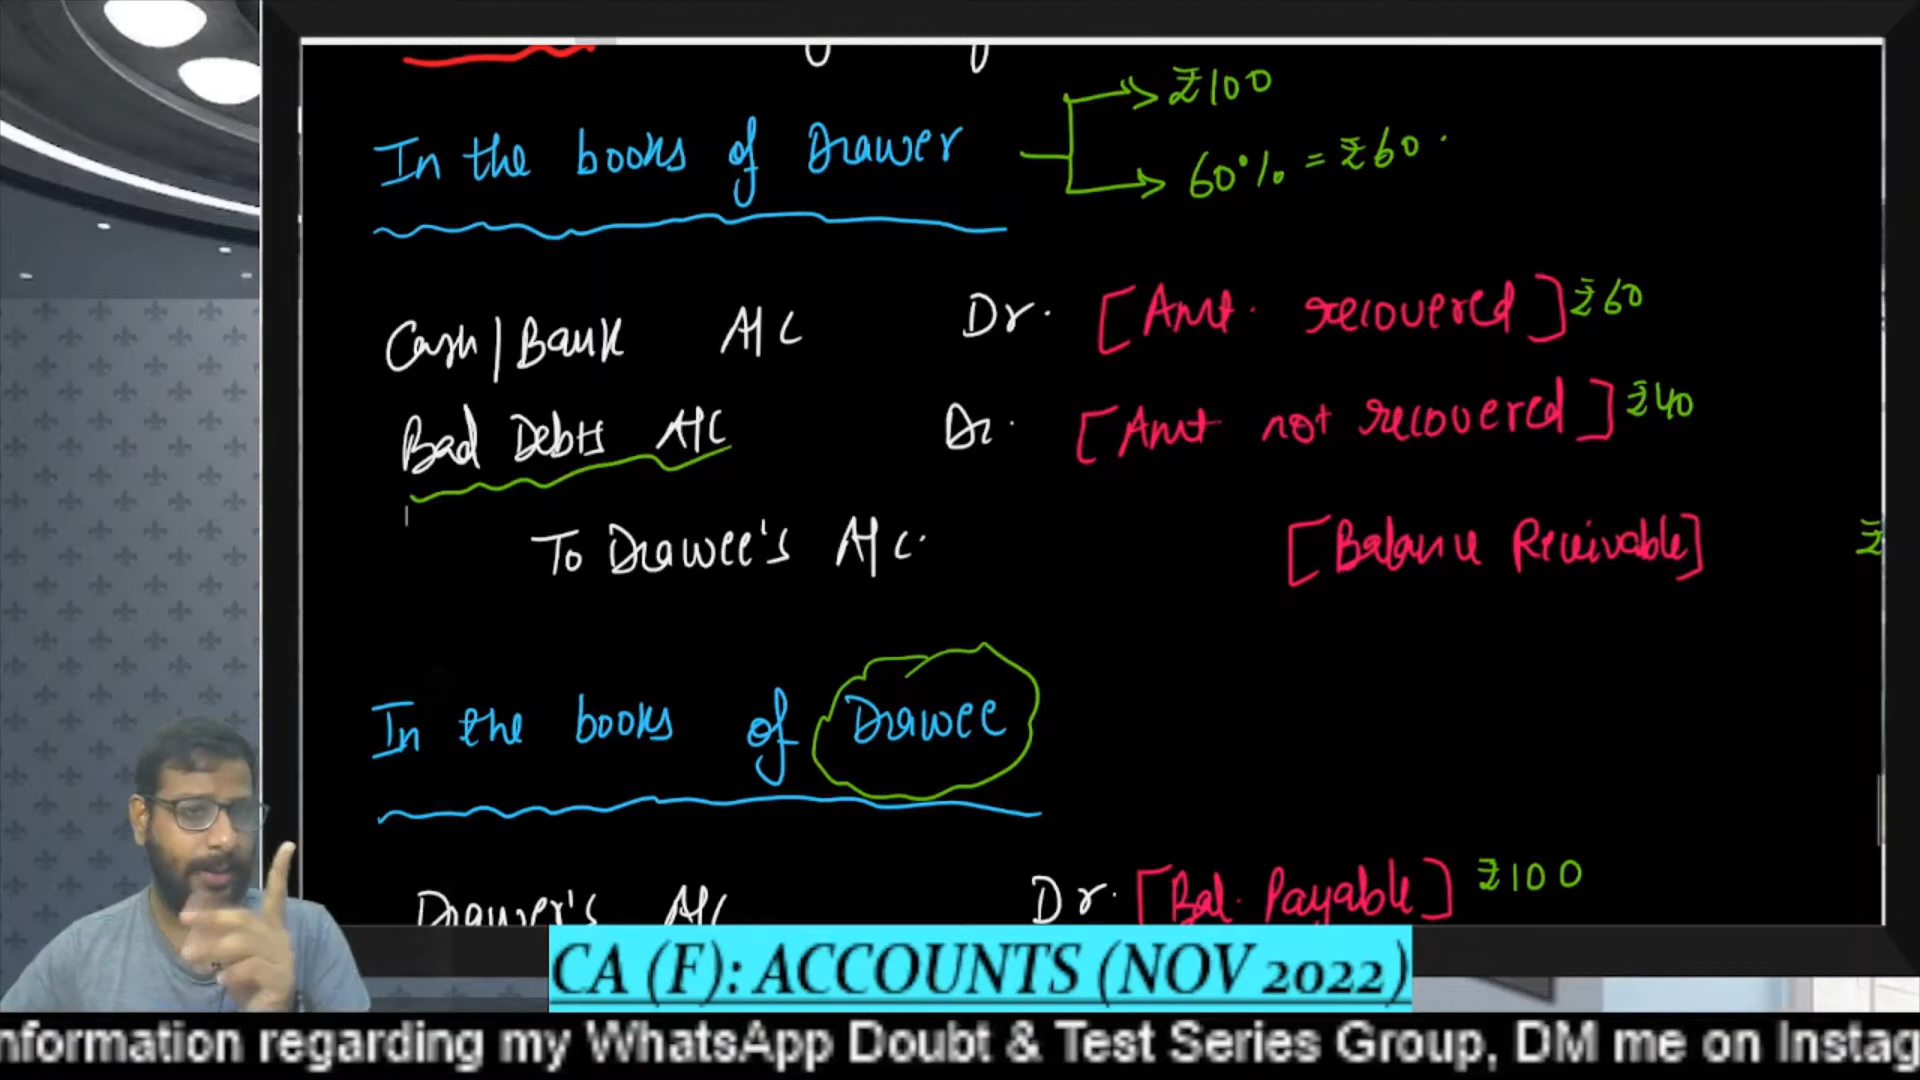 In the books of Drawer
₹100
60% = ₹60
Cash/Bank A/C Dr. [Amt. recovered] ₹60
Bad Debts A/C Dr. [Amt not recovered] ₹40
To Drawee's A/C. [Balance Receivable] ₹
In the books of Drawee
Drawer's A/C Dr. [Bal. Payable] ₹100
CA (F): ACCOUNTS (NOV 2022)
nformation regarding my WhatsApp Doubt & Test Series Group, DM me on Instag